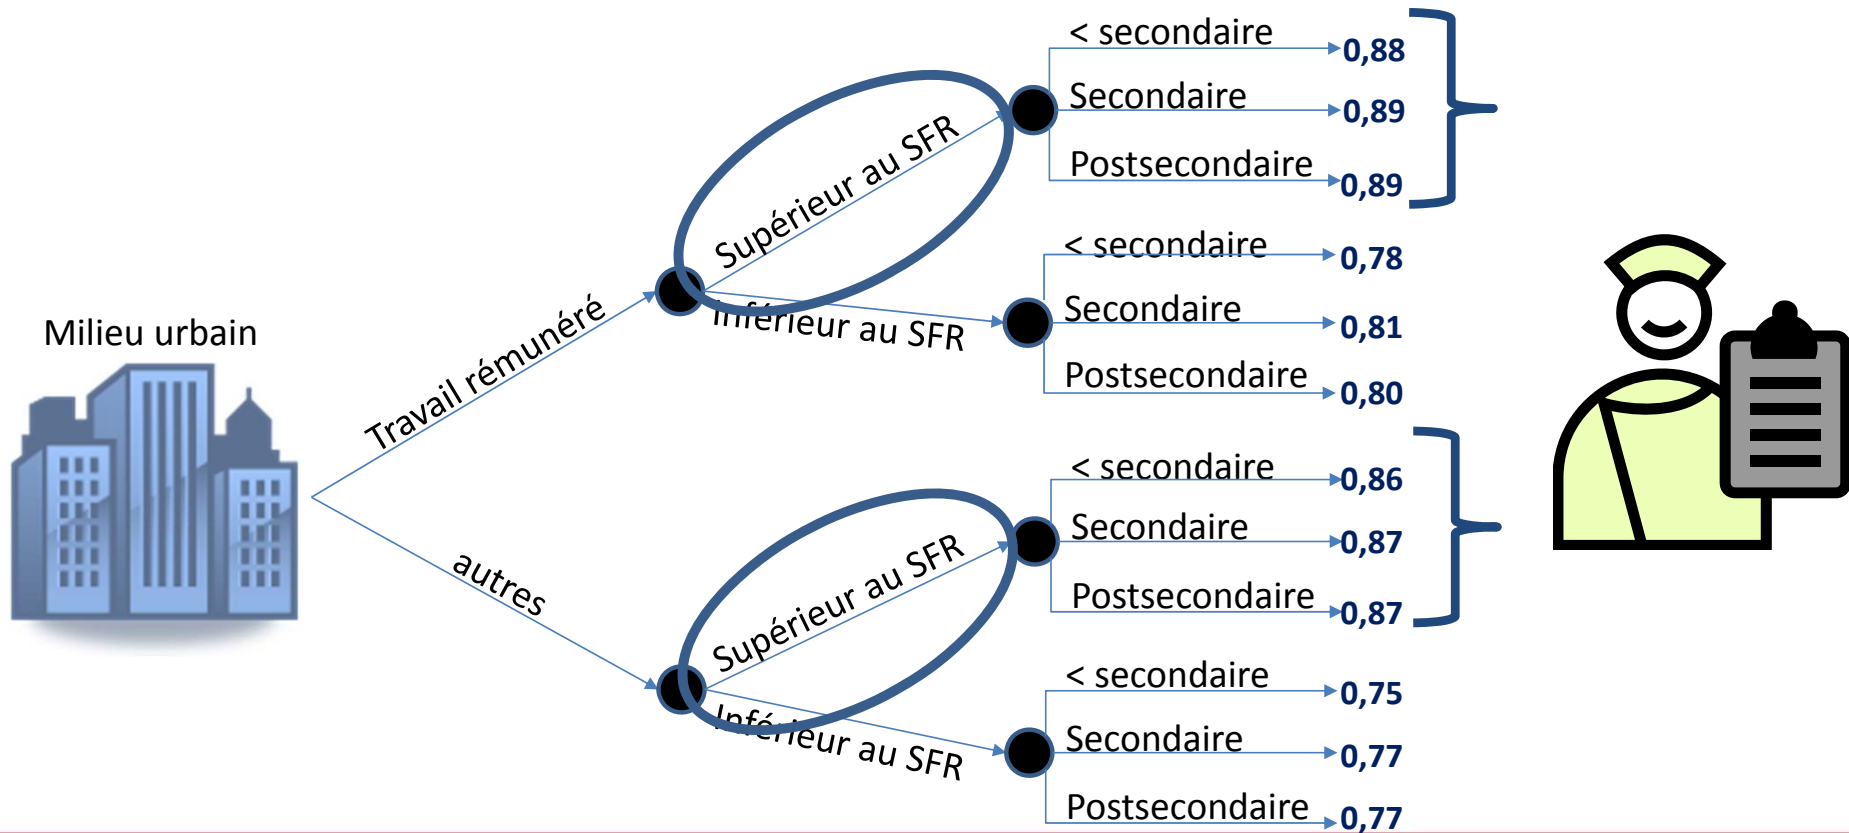 Milieu urbain
Travail rémunéré
Supérieur au SFR
< secondaire
0,88
Secondaire
0,89
Postsecondaire
0,89
Inférieur au SFR
< secondaire
0,78
Secondaire
0,81
Postsecondaire
0,80
autres
Supérieur au SFR
< secondaire
0,86
Secondaire
0,87
Postsecondaire
0,87
Inférieur au SFR
< secondaire
0,75
Secondaire
0,77
Postsecondaire
0,77